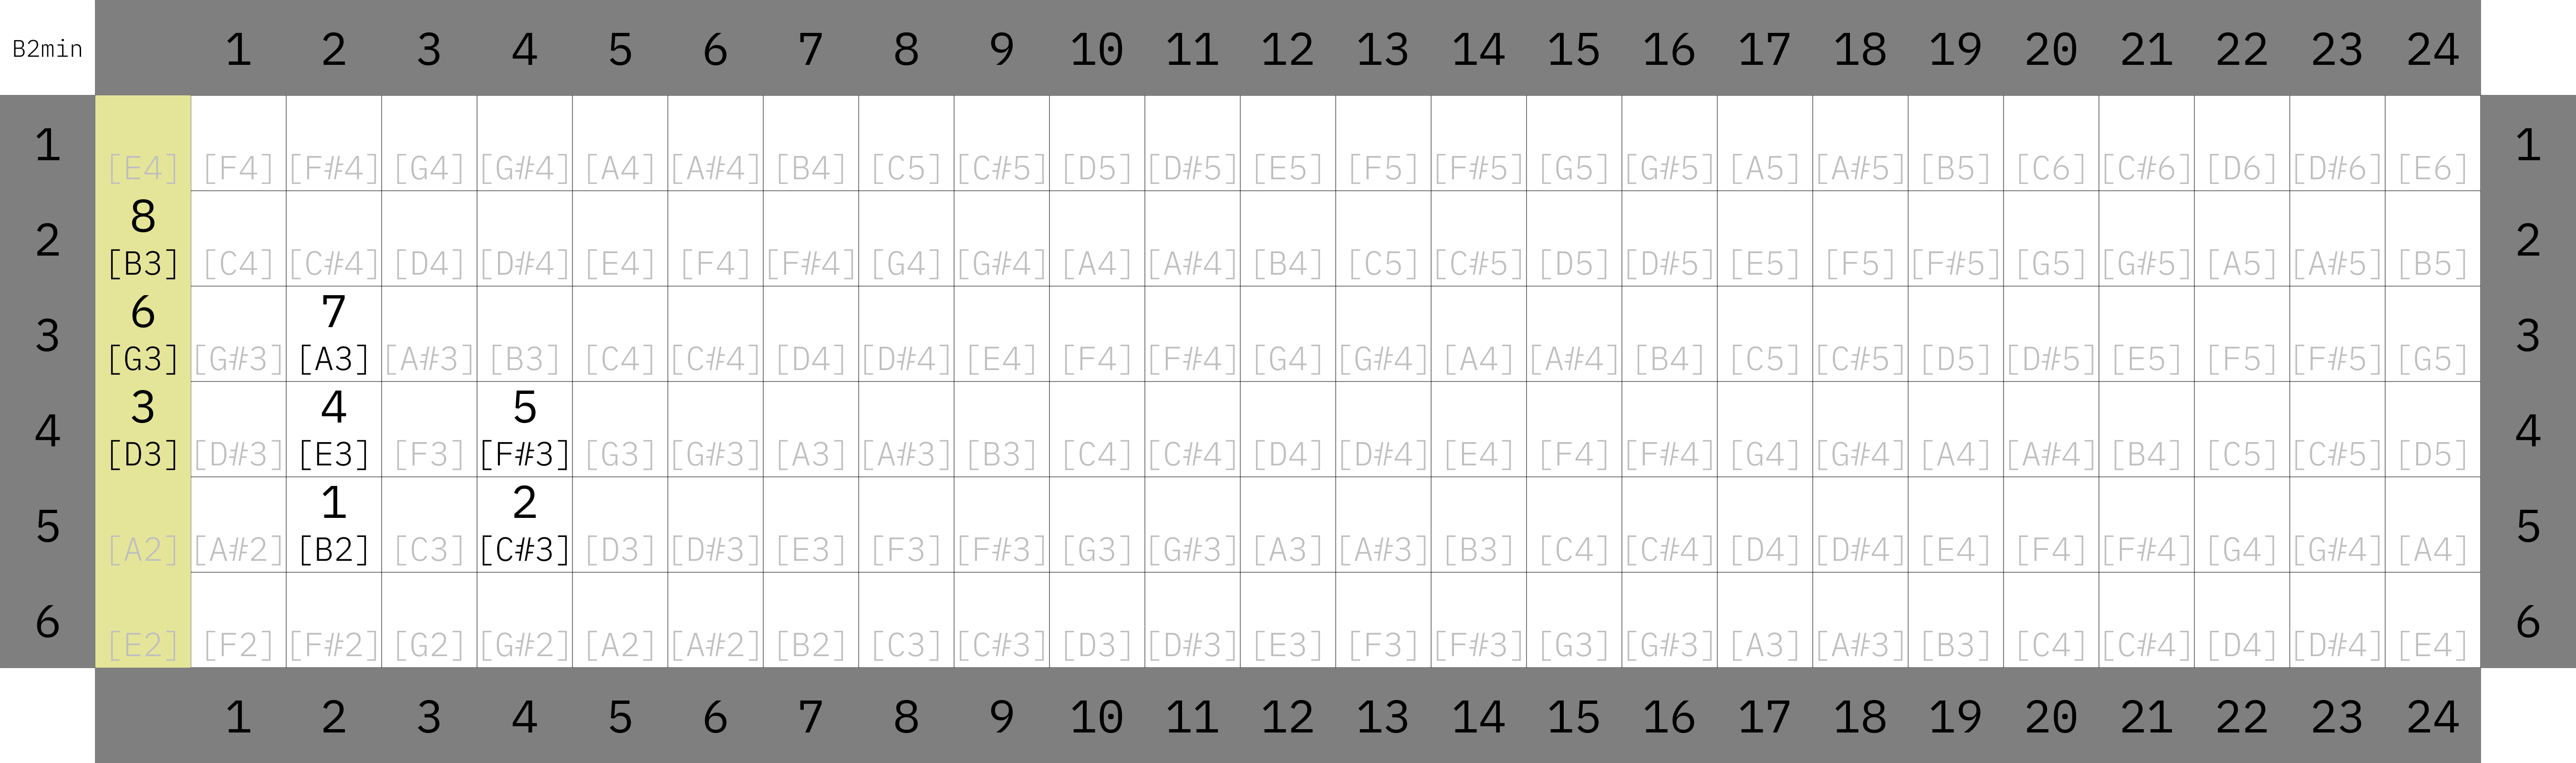 B2min 1 2 3 4 5 6 7 8 9 10 11 12 13 14 15 16 17 18 19 20 21 22 23 24
1 [E4] [F4] [F#4] [G4] [G#4] [A4] [A#4] [B4] [C5] [C#5] [D5] [D#5] [E5] [F5] [F#5] [G5] [G#5] [A5] [A#5] [B5] [C6] [C#6] [D6] [D#6] [E6] 1
8
2 [B3] [C4] [C#4] [D4] [D#4] [E4] [F4] [F#4] [G4] [G#4] [A4] [A#4] [B4] [C5] [C#5] [D5] [D#5] [E5] [F5] [F#5] [G5] [G#5] [A5] [A#5] [B5] 2
6 7
3 [G3] [G#3] [A3] [A#3] [B3] [C4] [C#4] [D4] [D#4] [E4] [F4] [F#4] [G4] [G#4] [A4] [A#4] [B4] [C5] [C#5] [D5] [D#5] [E5] [F5] [F#5] [G5] 3
3 4 5
4 [D3] [D#3] [E3] [F3] [F#3] [G3] [G#3] [A3] [A#3] [B3] [C4] [C#4] [D4] [D#4] [E4] [F4] [F#4] [G4] [G#4] [A4] [A#4] [B4] [C5] [C#5] [D5] 4
1 2
5 [A2] [A#2] [B2] [C3] [C#3] [D3] [D#3] [E3] [F3] [F#3] [G3] [G#3] [A3] [A#3] [B3] [C4] [C#4] [D4] [D#4] [E4] [F4] [F#4] [G4] [G#4] [A4] 5
6 [E2] [F2] [F#2] [G2] [G#2] [A2] [A#2] [B2] [C3] [C#3] [D3] [D#3] [E3] [F3] [F#3] [G3] [G#3] [A3] [A#3] [B3] [C4] [C#4] [D4] [D#4] [E4] 6
1 2 3 4 5 6 7 8 9 10 11 12 13 14 15 16 17 18 19 20 21 22 23 24